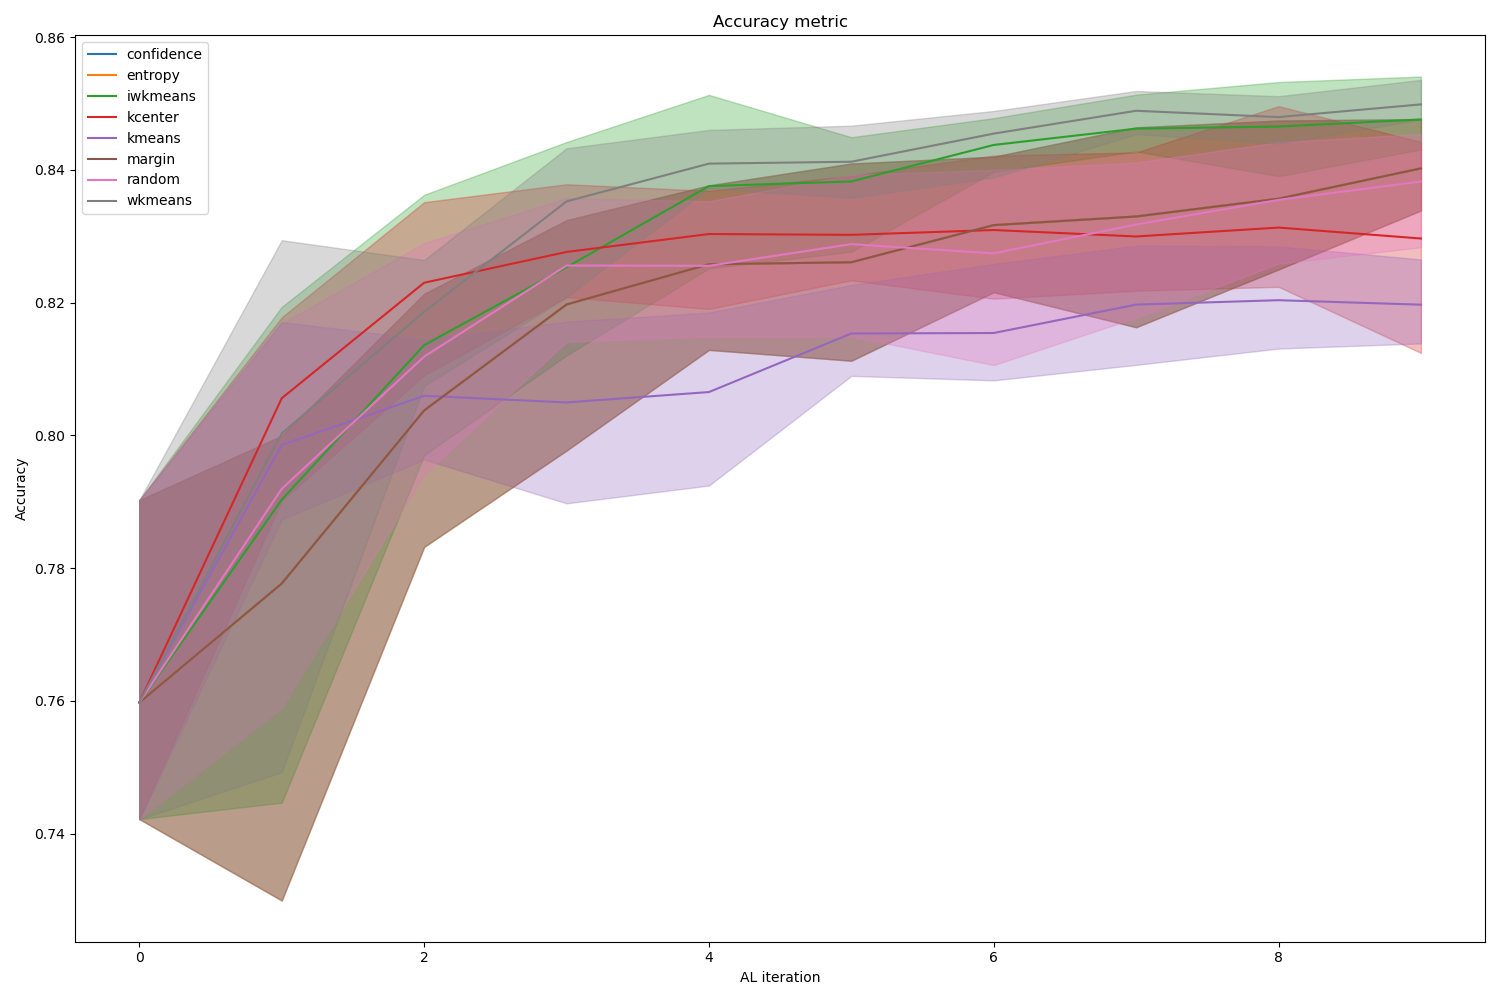 Accuracy metric
0.86
0.84
0.82
0.80
0.78
0.76
0.74
Accuracy
confidence
entropy
iwkmeans
kcenter
kmeans
margin
random
wkmeans
0 2 4 6 8
AL iteration